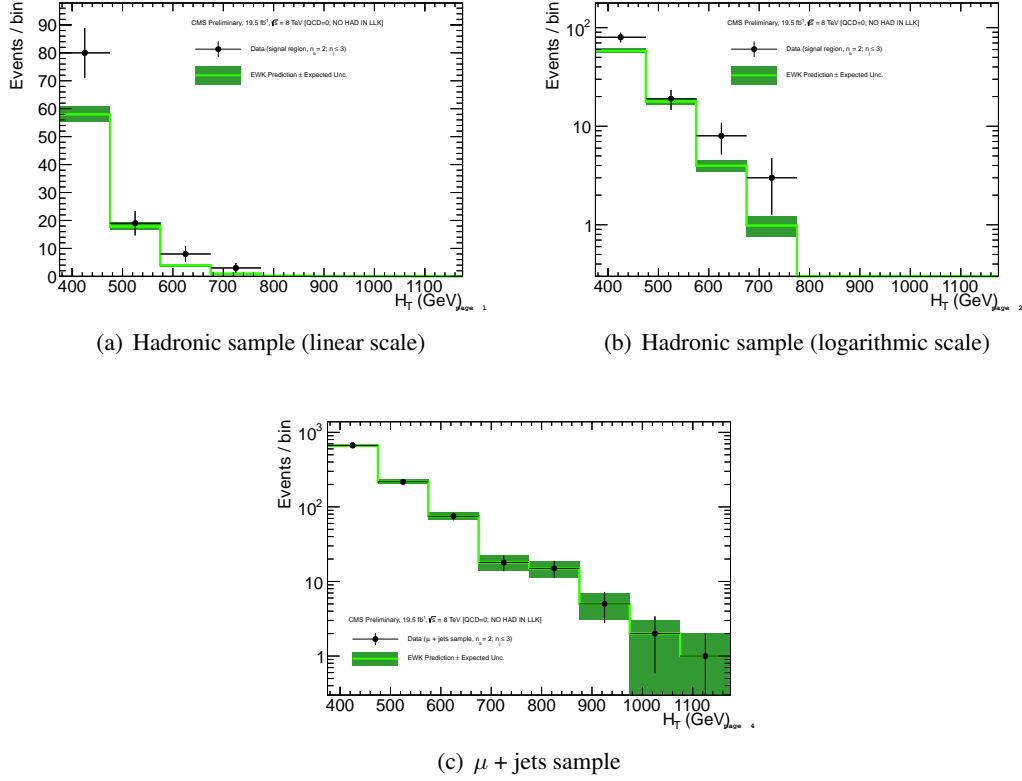 Events / bin
90
80
70
60
50
40
30
20
10
0
CMS Preliminary, 19.5 fb⁻¹, √s = 8 TeV [QCD=0; NO HAD IN LLK]
Data (signal region, n_b = 2; n_j ≤ 3)
EWK Prediction ± Expected Unc.
400 500 600 700 800 900 1000 1100
H_T (GeV)
page 1
(a) Hadronic sample (linear scale)
Events / bin
10²
10
1
CMS Preliminary, 19.5 fb⁻¹, √s = 8 TeV [QCD=0; NO HAD IN LLK]
Data (signal region, n_b = 2; n_j ≤ 3)
EWK Prediction ± Expected Unc.
400 500 600 700 800 900 1000 1100
H_T (GeV)
page 2
(b) Hadronic sample (logarithmic scale)
Events / bin
10³
10²
10
1
CMS Preliminary, 19.5 fb⁻¹, √s = 8 TeV [QCD=0; NO HAD IN LLK]
Data (μ + jets sample, n_b = 2; n_j ≤ 3)
EWK Prediction ± Expected Unc.
400 500 600 700 800 900 1000 1100
H_T (GeV)
page 4
(c) μ + jets sample